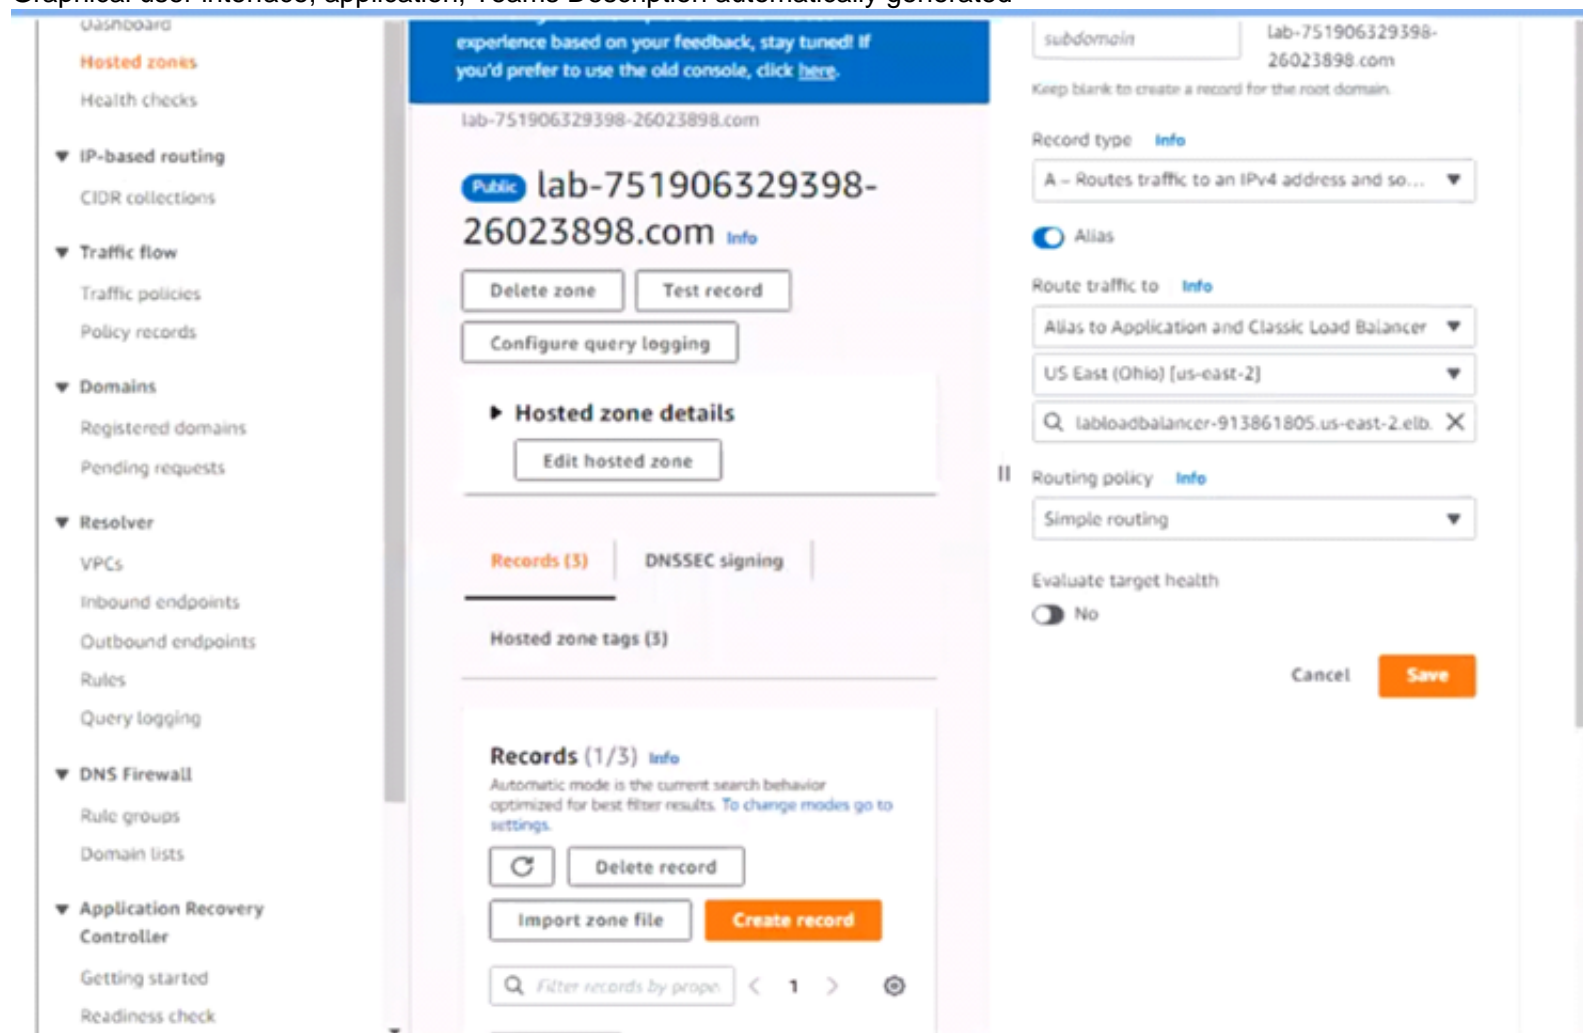 Graphical user interface, application, Teams Description automatically generated
Dashboard
Hosted zones
Health checks
IP-based routing
CIDR collections
Traffic flow
Traffic policies
Policy records
Domains
Registered domains
Pending requests
Resolver
VPCs
Inbound endpoints
Outbound endpoints
Rules
Query logging
DNS Firewall
Rule groups
Domain lists
Application Recovery
Controller
Getting started
Readiness check
experience based on your feedback, stay tuned! If
you'd prefer to use the old console, click here.
lab-751906329398-26023898.com
Public lab-751906329398-
26023898.com Info
Delete zone Test record
Configure query logging
Hosted zone details
Edit hosted zone
Records (3) DNSSEC signing
Hosted zone tags (3)
Records (1/3) Info
Automatic mode is the current search behavior
optimized for best filter results. To change modes go to
settings.
Delete record
Import zone file Create record
Filter records by prope 1
subdomain lab-751906329398-
26023898.com
Keep blank to create a record for the root domain.
Record type Info
A – Routes traffic to an IPv4 address and so...
Alias
Route traffic to Info
Alias to Application and Classic Load Balancer
US East (Ohio) [us-east-2]
labloadbalancer-913861805.us-east-2.elb.
Routing policy Info
Simple routing
Evaluate target health
No
Cancel Save